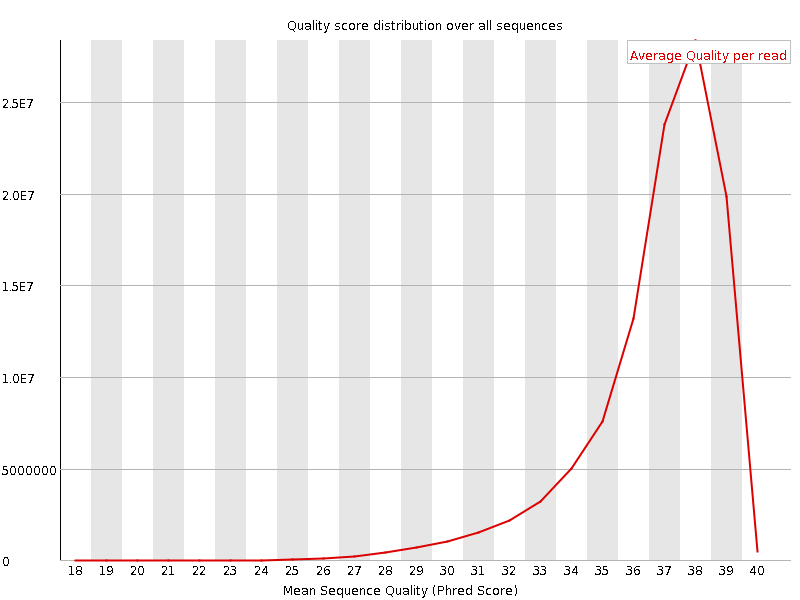 Quality score distribution over all sequences
Average Quality per read
2.5E7
2.0E7
1.5E7
1.0E7
5000000
0
18 19 20 21 22 23 24 25 26 27 28 29 30 31 32 33 34 35 36 37 38 39 40
Mean Sequence Quality (Phred Score)